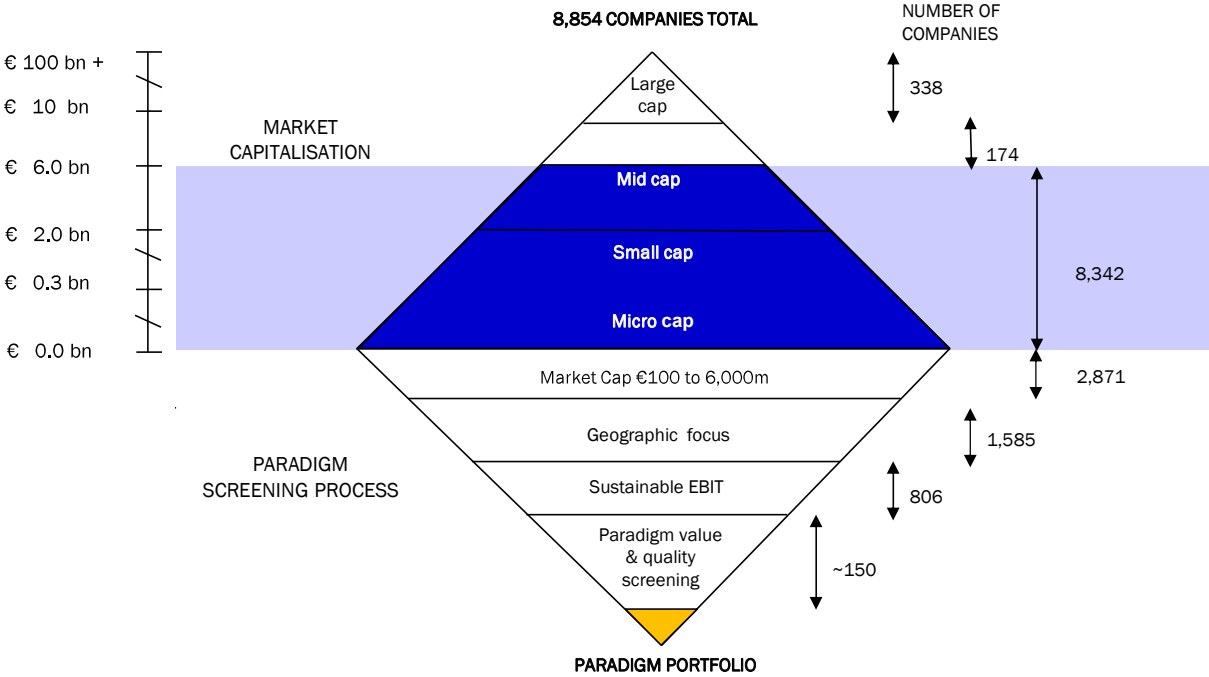 8,854 COMPANIES TOTAL
NUMBER OF
COMPANIES
€ 100 bn +
Large
cap
338
€ 10 bn
MARKET
CAPITALISATION
174
€ 6.0 bn
Mid cap
€ 2.0 bn
Small cap
8,342
€ 0.3 bn
Micro cap
€ 0.0 bn
Market Cap €100 to 6,000m
2,871
Geographic focus
1,585
PARADIGM
SCREENING PROCESS
Sustainable EBIT
806
Paradigm value
& quality
screening
~150
PARADIGM PORTFOLIO